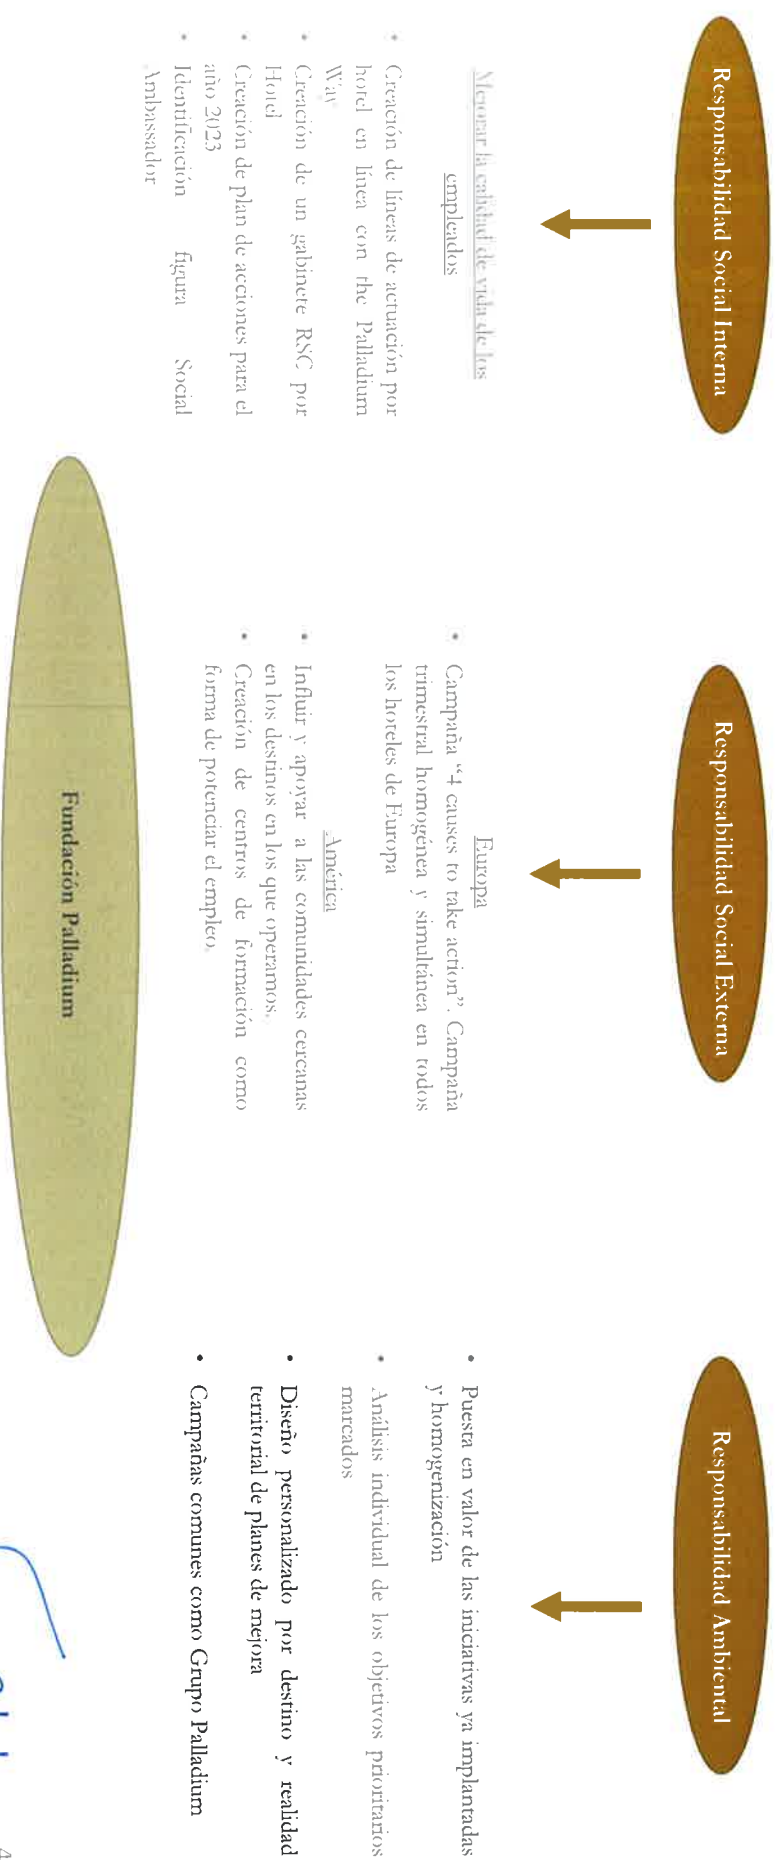 Responsabilidad Social Interna
Mejorar la calidad de vida de los
empleados
• Creación de líneas de actuación por
hotel en línea con the Palladium
Way
• Creación de un gabinete RSC por
Hotel
• Creación de plan de acciones para el
año 2023
• Identificación figura Social
Ambassador
Responsabilidad Social Externa
Europa
• Campaña “4 causes to take action”. Campaña
trimestral homogénea y simultánea en todos
los hoteles de Europa
América
• Influir y apoyar a las comunidades cercanas
en los destinos en los que operamos.
• Creación de centros de formación como
forma de potenciar el empleo.
Responsabilidad Ambiental
• Puesta en valor de las iniciativas ya implantadas
y homogenización
• Análisis individual de los objetivos prioritarios
marcados
• Diseño personalizado por destino y realidad
territorial de planes de mejora
• Campañas comunes como Grupo Palladium
Fundación Palladium
4